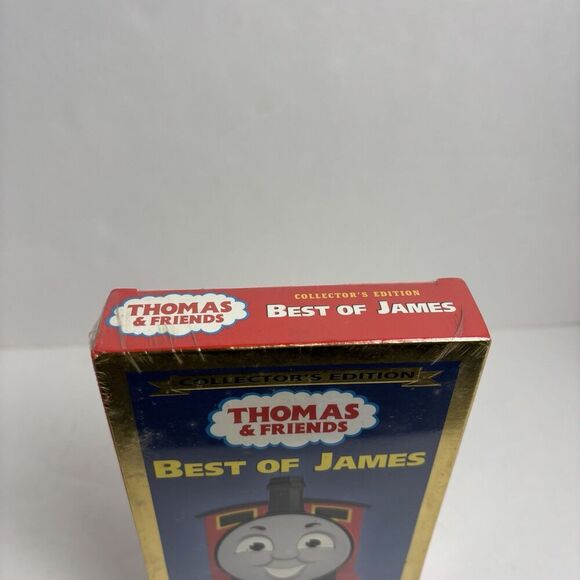 THOMAS
& FRIENDS
COLLECTOR'S EDITION
BEST OF JAMES
COLLECTOR'S EDITION
THOMAS
& FRIENDS
BEST OF JAMES